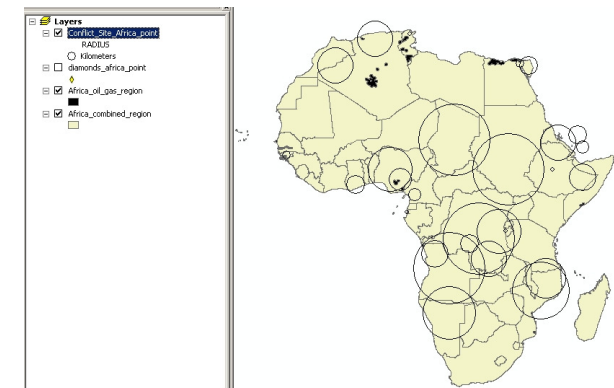 Layers
Conflict_Site_Africa_point
RADIUS
Kilometers
diamonds_africa_point
Africa_oil_gas_region
Africa_combined_region